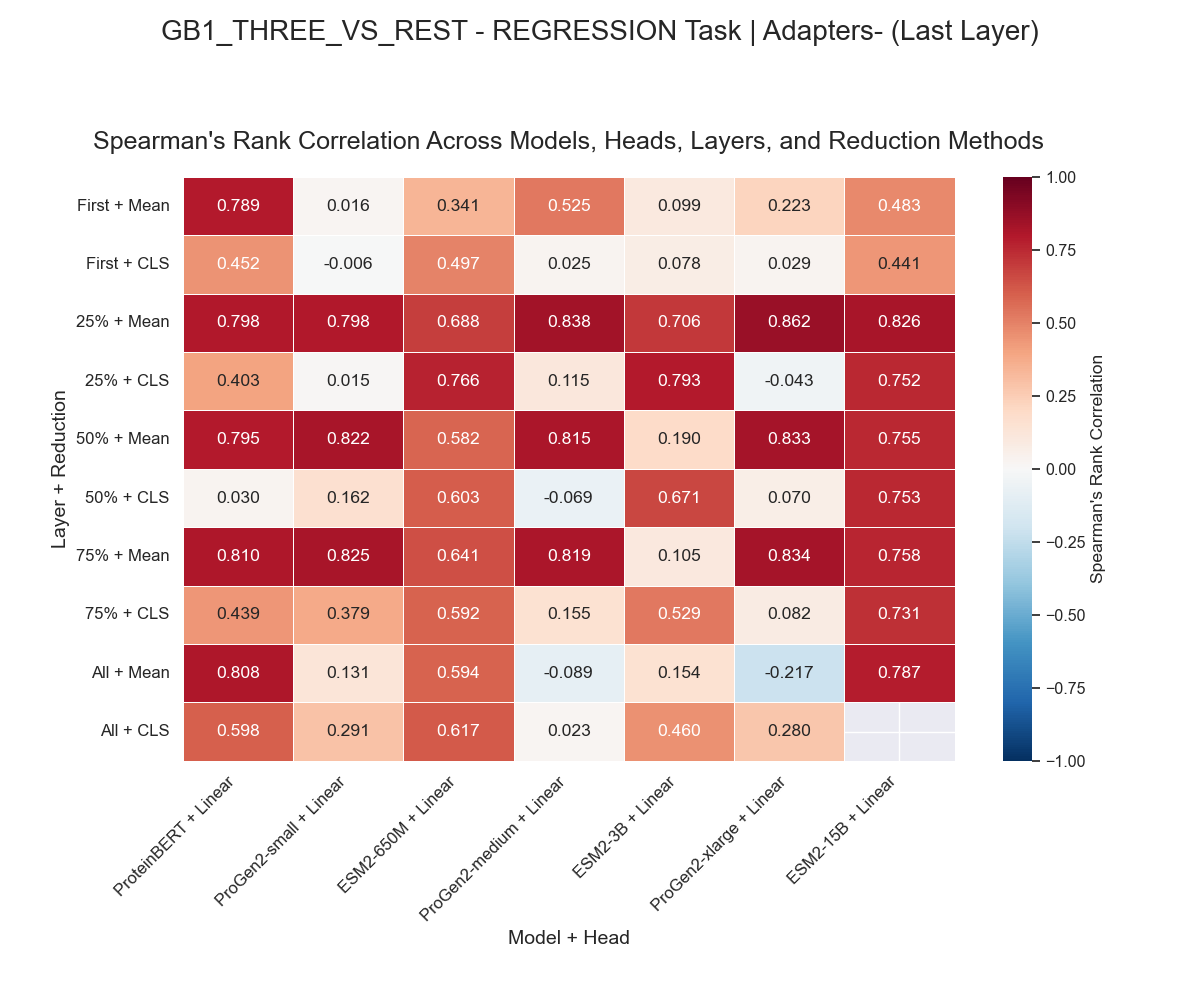 GB1_THREE_VS_REST - REGRESSION Task | Adapters- (Last Layer)
Spearman's Rank Correlation Across Models, Heads, Layers, and Reduction Methods
Layer + Reduction
First + Mean 0.789 0.016 0.341 0.525 0.099 0.223 0.483
First + CLS 0.452 -0.006 0.497 0.025 0.078 0.029 0.441
25% + Mean 0.798 0.798 0.688 0.838 0.706 0.862 0.826
25% + CLS 0.403 0.015 0.766 0.115 0.793 -0.043 0.752
50% + Mean 0.795 0.822 0.582 0.815 0.190 0.833 0.755
50% + CLS 0.030 0.162 0.603 -0.069 0.671 0.070 0.753
75% + Mean 0.810 0.825 0.641 0.819 0.105 0.834 0.758
75% + CLS 0.439 0.379 0.592 0.155 0.529 0.082 0.731
All + Mean 0.808 0.131 0.594 -0.089 0.154 -0.217 0.787
All + CLS 0.598 0.291 0.617 0.023 0.460 0.280
ProteinBERT + Linear
ProGen2-small + Linear
ESM2-650M + Linear
ProGen2-medium + Linear
ESM2-3B + Linear
ProGen2-xlarge + Linear
ESM2-15B + Linear
Model + Head
1.00
0.75
0.50
0.25
0.00
−0.25
−0.50
−0.75
−1.00
Spearman's Rank Correlation